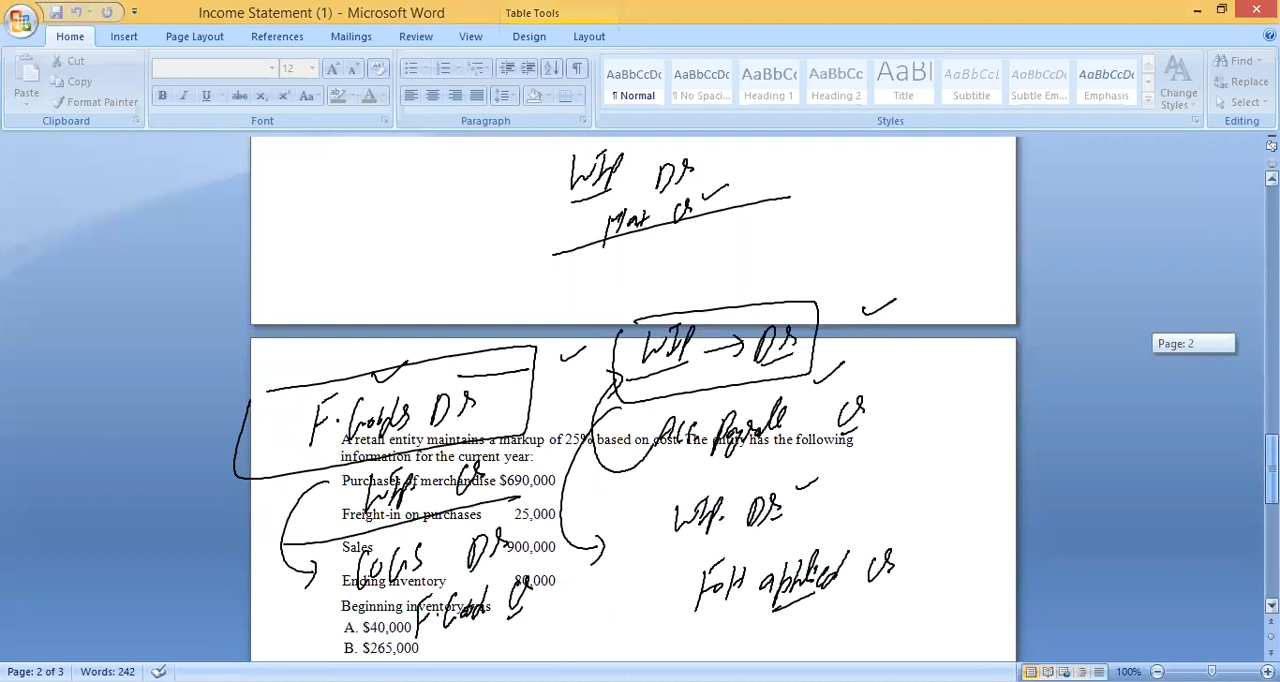 Income Statement (1) - Microsoft Word
Table Tools
Home Insert Page Layout References Mailings Review View Design Layout
Paste
Cut
Copy
Format Painter
Clipboard
12
Font
Paragraph
AaBbCcDc
¶ Normal
AaBbCcDc
¶ No Spaci...
AaBbCc
Heading 1
AaBbCc
Heading 2
AaBl
Title
AaBbCcL
Subtitle
AaBbCcDc
Subtle Em...
AaBbCcDc
Emphasis
Change
Styles
Styles
Find
Replace
Select
Editing
WIP Dr
Mat Cr
WIP → Dr
F. Goods Dr
Acc Payable Cr
A retail entity maintains a markup of 25% based on cost. The entity has the following
information for the current year:
Purchases of merchandise $690,000
WIP Cr
Freight-in on purchases 25,000
WIP Dr
Sales 900,000
COGS Dr
Ending inventory 80,000
FOH applied Cr
Beginning inventory was
F. Good Cr
A. $40,000
B. $265,000
Page: 2
Page: 2 of 3
Words: 242
100%